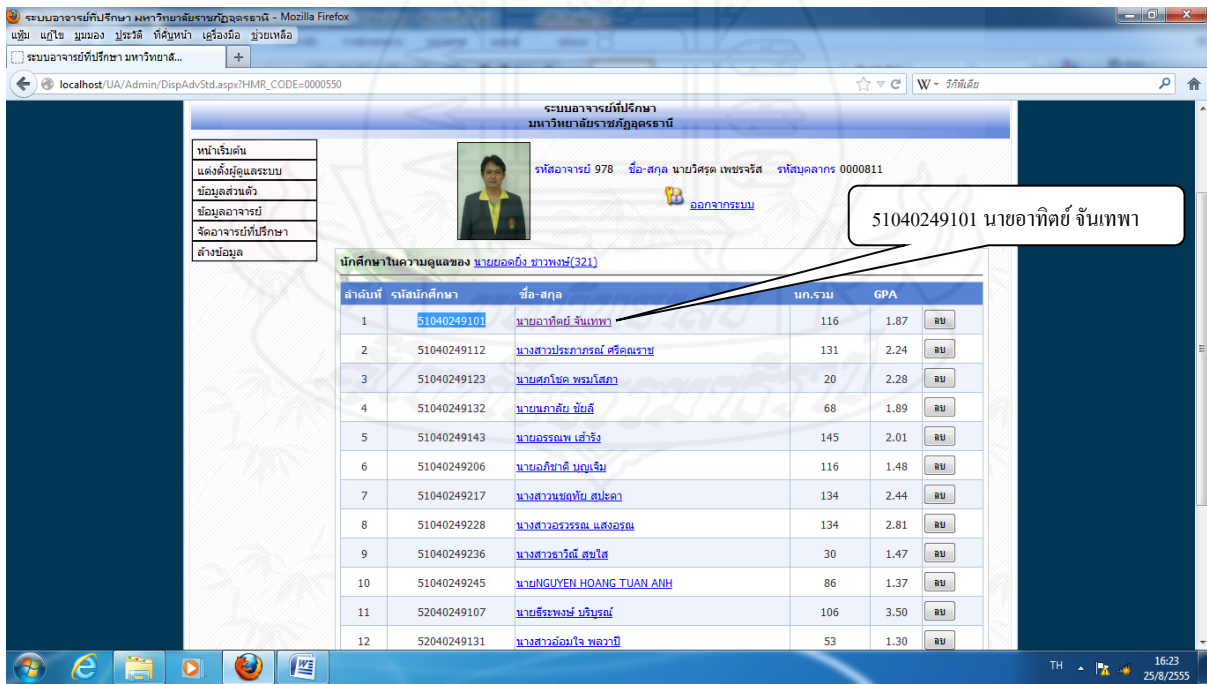 ระบบอาจารย์ที่ปรึกษา มหาวิทยาลัยราชภัฏอุดรธานี - Mozilla Firefox
แฟ้ม แก้ไข มุมมอง ประวัติ ที่คั่นหน้า เครื่องมือ ช่วยเหลือ
ระบบอาจารย์ที่ปรึกษา มหาวิทยาลั...
localhost/UA/Admin/DispAdvStd.aspx?HMR_CODE=0000550
W - วิกิพีเดีย
ระบบอาจารย์ที่ปรึกษา
มหาวิทยาลัยราชภัฏอุดรธานี
หน้าเริ่มต้น
แต่งตั้งผู้ดูแลระบบ
ข้อมูลส่วนตัว
ข้อมูลอาจารย์
จัดอาจารย์ที่ปรึกษา
ล้างข้อมูล
รหัสอาจารย์ 978 ชื่อ-สกุล นายวิศรุต เพชรจรัส รหัสบุคลากร 0000811
ออกจากระบบ
51040249101 นายอาทิตย์ จันเทพา
นักศึกษาในความดูแลของ นายยอดยิ่ง ชาวพงษ์(321)
ลำดับที่ รหัสนักศึกษา ชื่อ-สกุล นก.รวม GPA
1 51040249101 นายอาทิตย์ จันเทพา 116 1.87 ลบ
2 51040249112 นางสาวประภาภรณ์ ศรีคุณราช 131 2.24 ลบ
3 51040249123 นายศุภโชค พรมโสภา 20 2.28 ลบ
4 51040249132 นายนภาลัย ชัยลี 68 1.89 ลบ
5 51040249143 นายอรรณพ เฮ้ารัง 145 2.01 ลบ
6 51040249206 นายอภิชาติ บุญเจิม 116 1.48 ลบ
7 51040249217 นางสาวนุชฤทัย สุปะดา 134 2.44 ลบ
8 51040249228 นางสาวอรวรรณ แสงอรุณ 134 2.81 ลบ
9 51040249236 นางสาวธาวิณี สุขใส 30 1.47 ลบ
10 51040249245 นายNGUYEN HOANG TUAN ANH 86 1.37 ลบ
11 52040249107 นายธีระพงษ์ บริบูรณ์ 106 3.50 ลบ
12 52040249131 นางสาวอ้อมใจ พลวาปี 53 1.30 ลบ
TH 16:23
25/8/2555